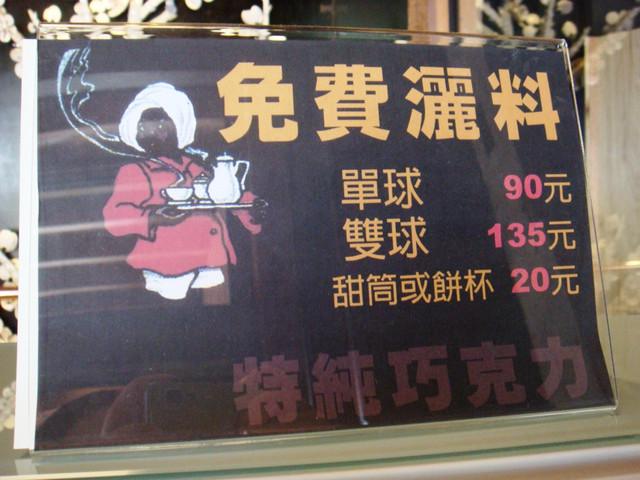 免費灑料
單球 90元
雙球 135元
甜筒或餅杯 20元
特純巧克力